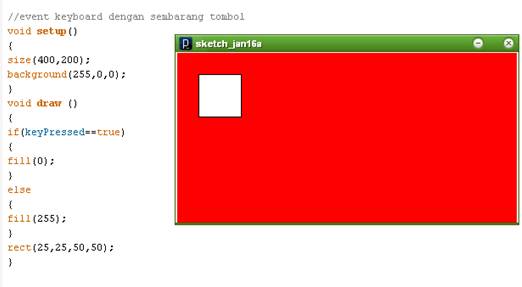 //event keyboard dengan sembarang tombol
void setup()
{
size(400,200);
background(255,0,0);
}
void draw ()
{
if(keyPressed==true)
{
fill(0);
}
else
{
fill(255);
}
rect(25,25,50,50);
}
sketch_jan16a